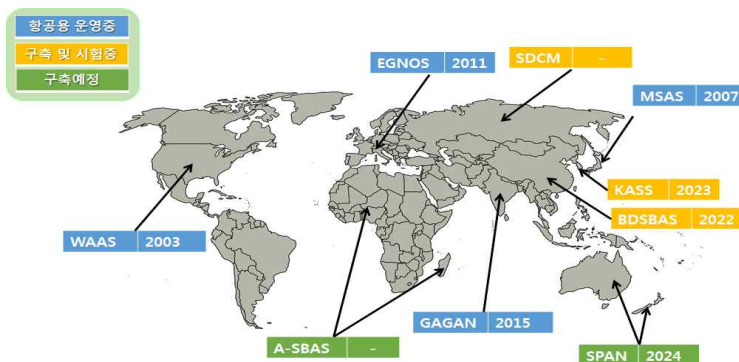 항공용 운영중
구축 및 시험중
구축예정
EGNOS 2011
SDCM -
MSAS 2007
KASS 2023
BDSBAS 2022
WAAS 2003
GAGAN 2015
A-SBAS -
SPAN 2024